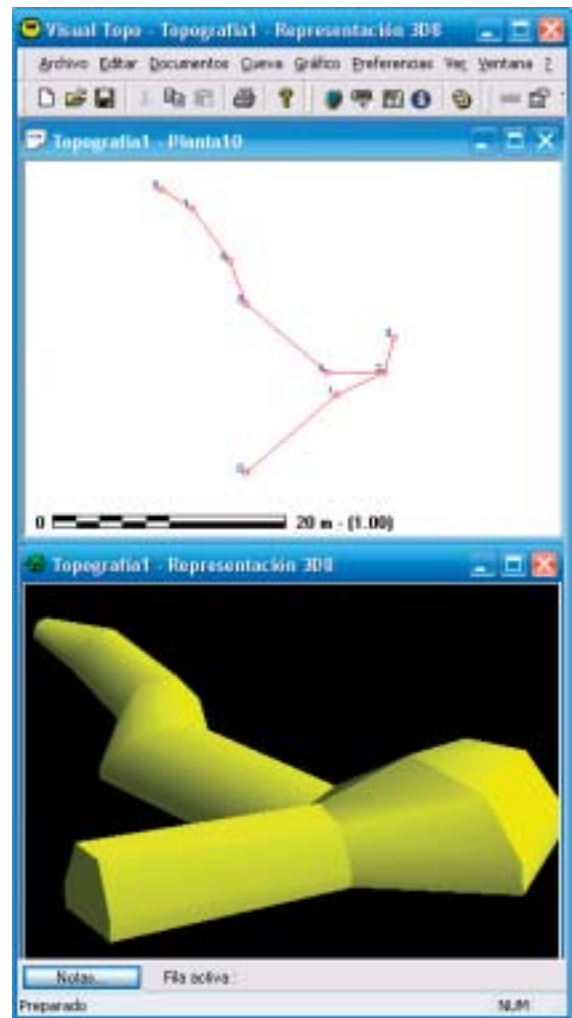 Visual Topo - Topografia1 - Representación 3D8
Archivo Editar Documentos Cueva Gráfico Preferencias Ver Ventana ?
Topografia1 - Planta10
0 20 m - (1.00)
Topografia1 - Representación 3D8
Notas... Fila activa :
Preparado NUM